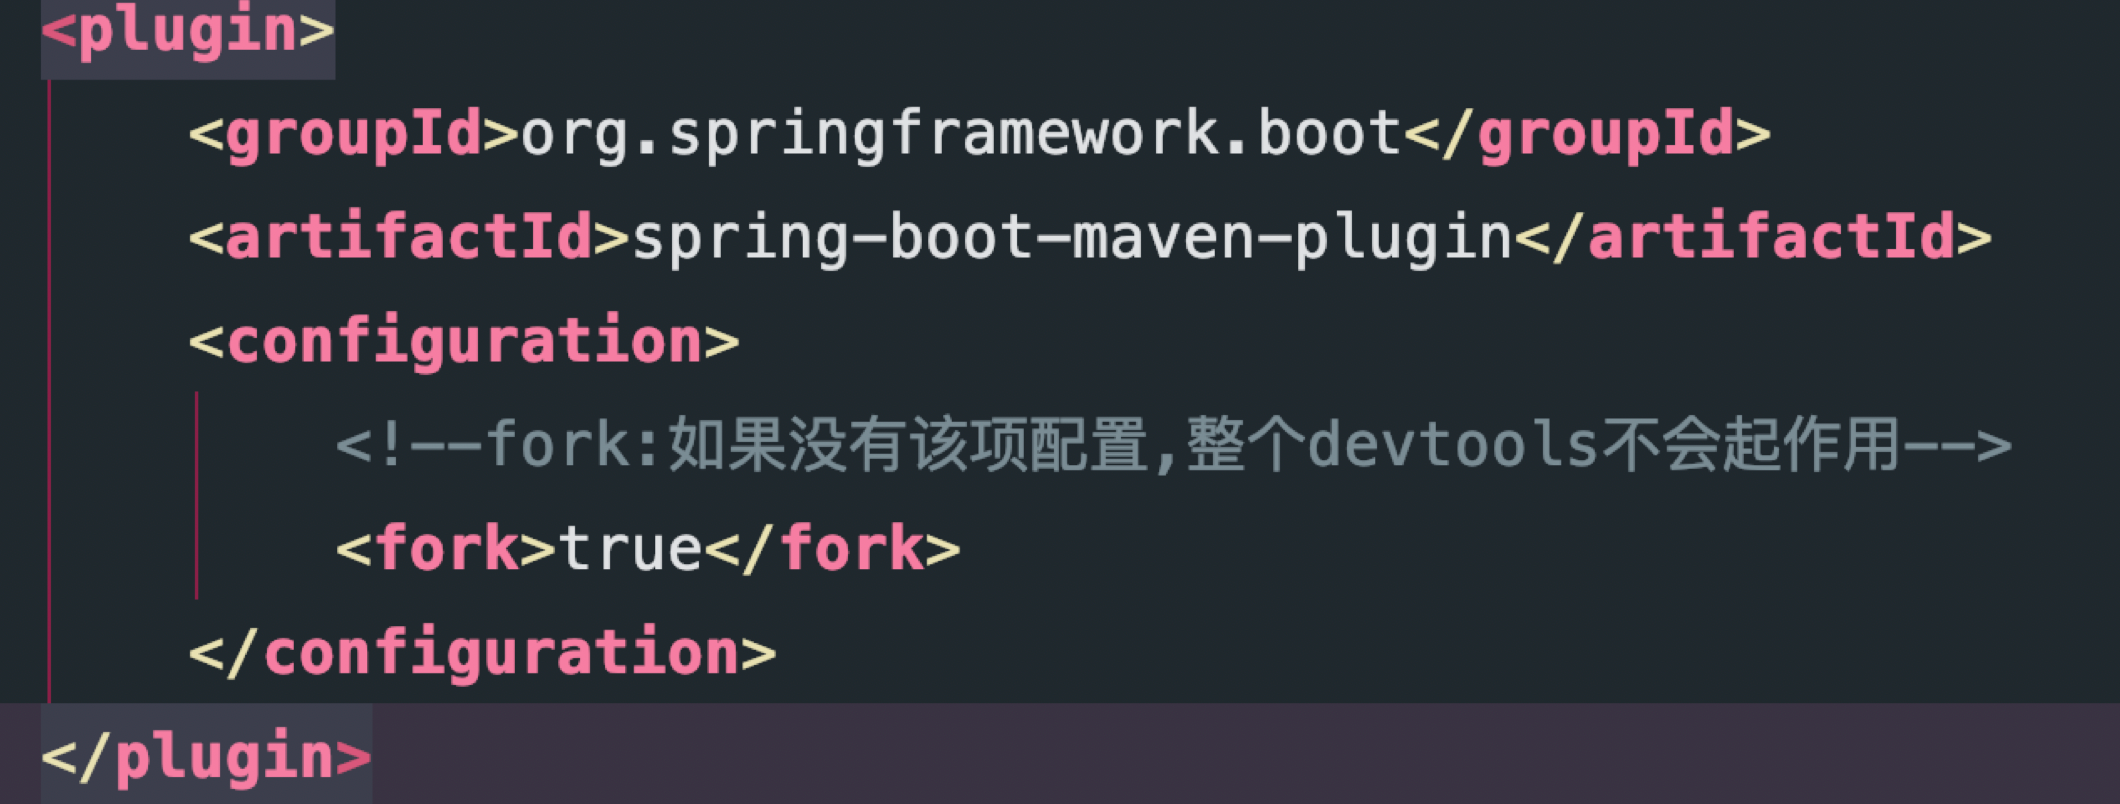 <plugin>
<groupId>org.springframework.boot</groupId>
<artifactId>spring-boot-maven-plugin</artifactId>
<configuration>
<!--fork:如果没有该项配置,整个devtools不会起作用-->
<fork>true</fork>
</configuration>
</plugin>